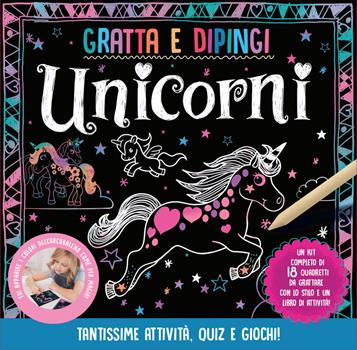 GRATTA E DIPINGI
Unicorni
FAI APPARIRE I COLORI DELL'ARCOBALENO COME PER MAGIA!
UN KIT
COMPLETO DI
18 QUADRETTI
DA GRATTARE
CON LO STILO E UN
LIBRO DI ATTIVITÀ!
TANTISSIME ATTIVITÀ, QUIZ E GIOCHI!